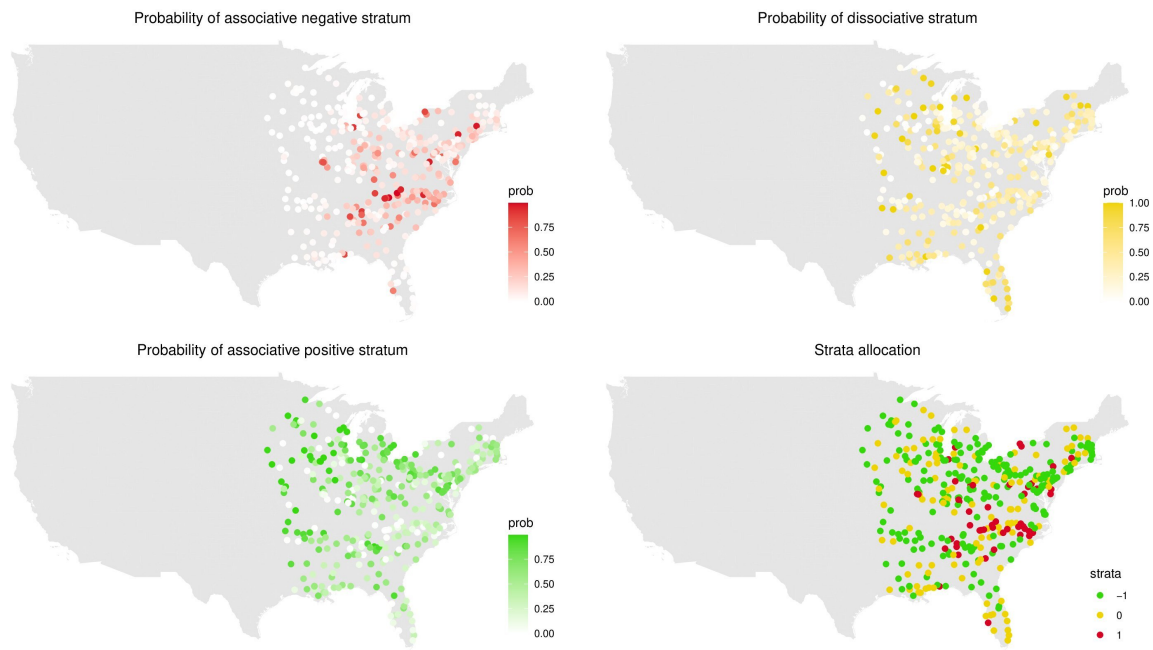 Probability of associative negative stratum
prob
0.75
0.50
0.25
0.00
Probability of dissociative stratum
prob
1.00
0.75
0.50
0.25
0.00
Probability of associative positive stratum
prob
0.75
0.50
0.25
0.00
Strata allocation
strata
−1
0
1